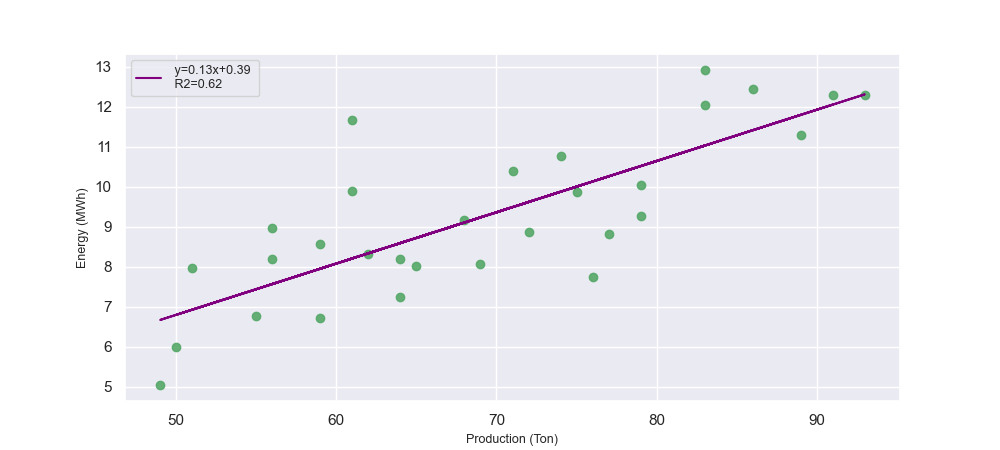 y=0.13x+0.39
R2=0.62
13
12
11
10
9
8
7
6
5
Energy (MWh)
50 60 70 80 90
Production (Ton)